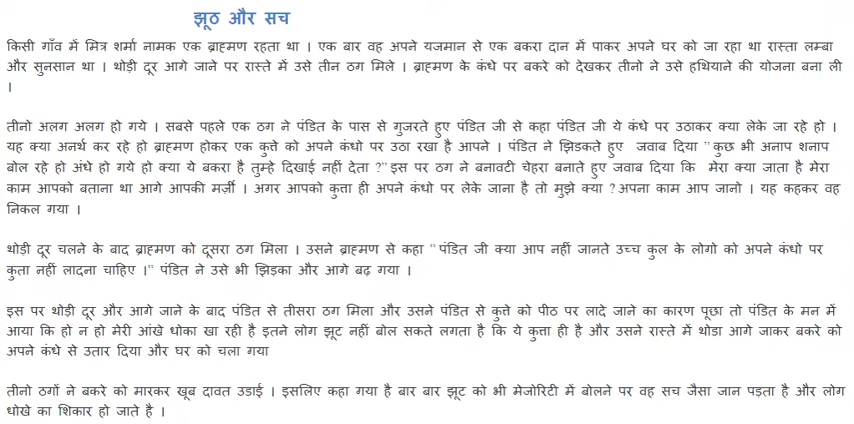 झूठ और सच
किसी गाँव में मित्र शर्मा नामक एक ब्राह्मण रहता था । एक बार वह अपने यजमान से एक बकरा दान में पाकर अपने घर को जा रहा था रास्ता लम्बा
और सुनसान था । थोड़ी दूर आगे जाने पर रास्ते में उसे तीन ठग मिले । ब्राह्मण के कंधे पर बकरे को देखकर तीनो ने उसे हथियाने की योजना बना ली
।
तीनो अलग अलग हो गये । सबसे पहले एक ठग ने पंडित के पास से गुजरते हुए पंडित जी से कहा पंडित जी ये कंधे पर उठाकर क्या लेके जा रहे हो ।
यह क्या अनर्थ कर रहे हो ब्राह्मण होकर एक कुत्ते को अपने कंधो पर उठा रखा है आपने । पंडित ने झिडकते हुए जवाब दिया "कुछ भी अनाप शनाप
बोल रहे हो अंधे हो गये हो क्या ये बकरा है तुम्हे दिखाई नहीं देता ?" इस पर ठग ने बनावटी चेहरा बनाते हुए जवाब दिया कि मेरा क्या जाता है मेरा
काम आपको बताना था आगे आपकी मर्ज़ी । अगर आपको कुत्ता ही अपने कंधो पर लेके जाना है तो मुझे क्या ? अपना काम आप जानो । यह कहकर वह
निकल गया ।
थोड़ी दूर चलने के बाद ब्राह्मण को दूसरा ठग मिला । उसने ब्राह्मण से कहा " पंडित जी क्या आप नहीं जानते उच्च कुल के लोगो को अपने कंधो पर
कुता नहीं लादना चाहिए ।" पंडित ने उसे भी झिड़का और आगे बढ़ गया ।
इस पर थोड़ी दूर और आगे जाने के बाद पंडित से तीसरा ठग मिला और उसने पंडित से कुत्ते को पीठ पर लादे जाने का कारण पूछा तो पंडित के मन में
आया कि हो न हो मेरी आंखे धोका खा रही है इतने लोग झूट नहीं बोल सकते लगता है कि ये कुत्ता ही है और उसने रास्ते में थोडा आगे जाकर बकरे को
अपने कंधे से उतार दिया और घर को चला गया
तीनो ठगों ने बकरे को मारकर खूब दावत उडाई । इसलिए कहा गया है बार बार झूट को भी मेजोरिटी में बोलने पर वह सच जैसा जान पड़ता है और लोग
धोखे का शिकार हो जाते है ।